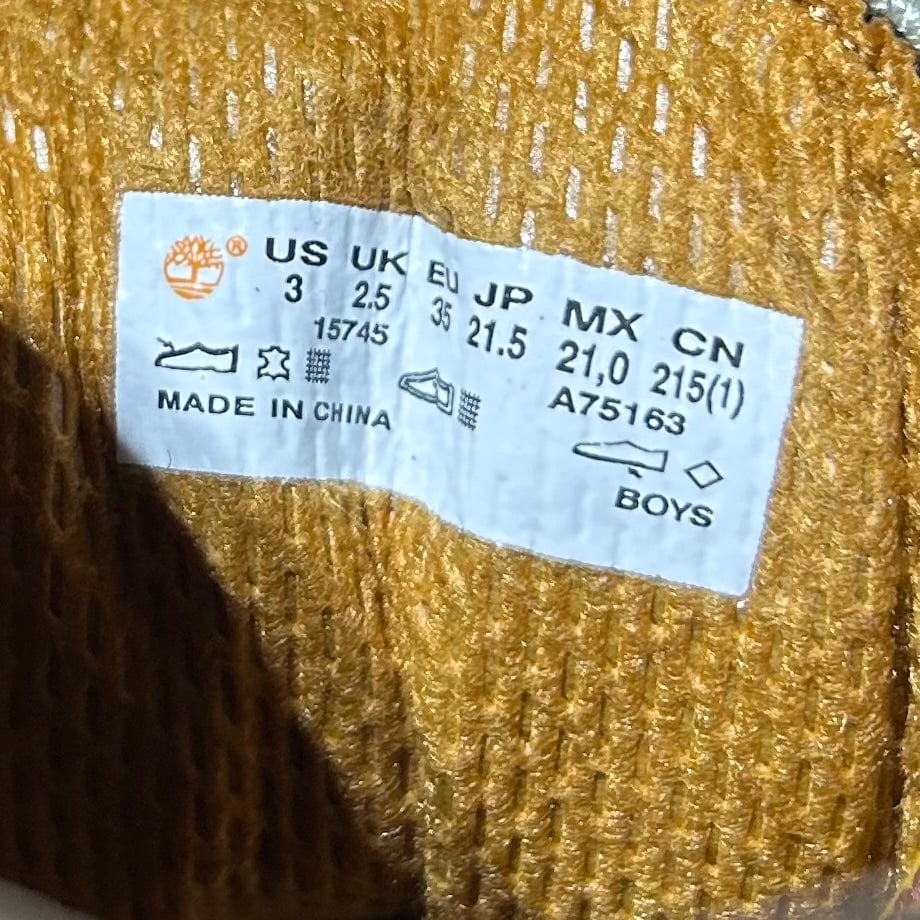 ® US UK EU JP MX CN
3 2.5 35 21.5 21,0 215(1)
15745 A75163
MADE IN CHINA
BOYS